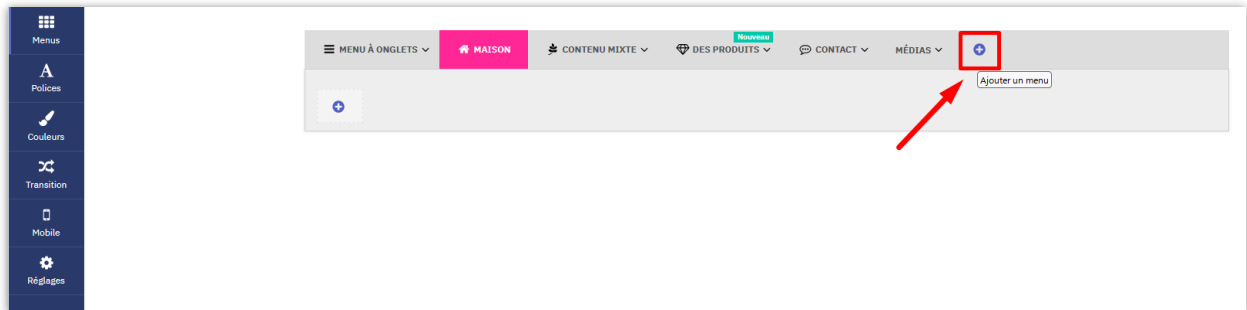 Menus
Polices
Couleurs
Transition
Mobile
Réglages
Nouveau
MENU À ONGLETS MAISON CONTENU MIXTE DES PRODUITS CONTACT MÉDIAS
Ajouter un menu